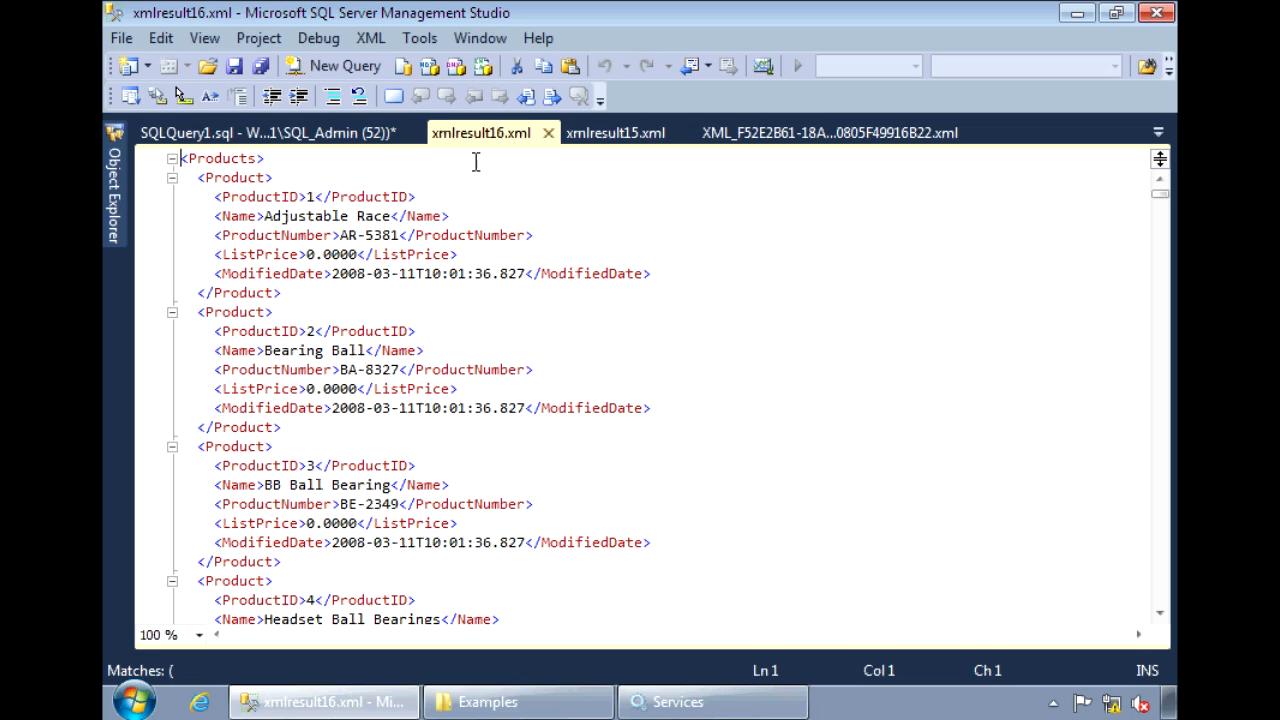 xmlresult16.xml - Microsoft SQL Server Management Studio
File Edit View Project Debug XML Tools Window Help
New Query
SQLQuery1.sql - W...1\SQL_Admin (52))* xmlresult16.xml xmlresult15.xml XML_F52E2B61-18A...0805F49916B22.xml
Object Explorer
<Products>
<Product>
<ProductID>1</ProductID>
<Name>Adjustable Race</Name>
<ProductNumber>AR-5381</ProductNumber>
<ListPrice>0.0000</ListPrice>
<ModifiedDate>2008-03-11T10:01:36.827</ModifiedDate>
</Product>
<Product>
<ProductID>2</ProductID>
<Name>Bearing Ball</Name>
<ProductNumber>BA-8327</ProductNumber>
<ListPrice>0.0000</ListPrice>
<ModifiedDate>2008-03-11T10:01:36.827</ModifiedDate>
</Product>
<Product>
<ProductID>3</ProductID>
<Name>BB Ball Bearing</Name>
<ProductNumber>BE-2349</ProductNumber>
<ListPrice>0.0000</ListPrice>
<ModifiedDate>2008-03-11T10:01:36.827</ModifiedDate>
</Product>
<Product>
<ProductID>4</ProductID>
<Name>Headset Ball Bearings</Name>
100 %
Matches: ( Ln 1 Col 1 Ch 1 INS
xmlresult16.xml - Mi... Examples Services